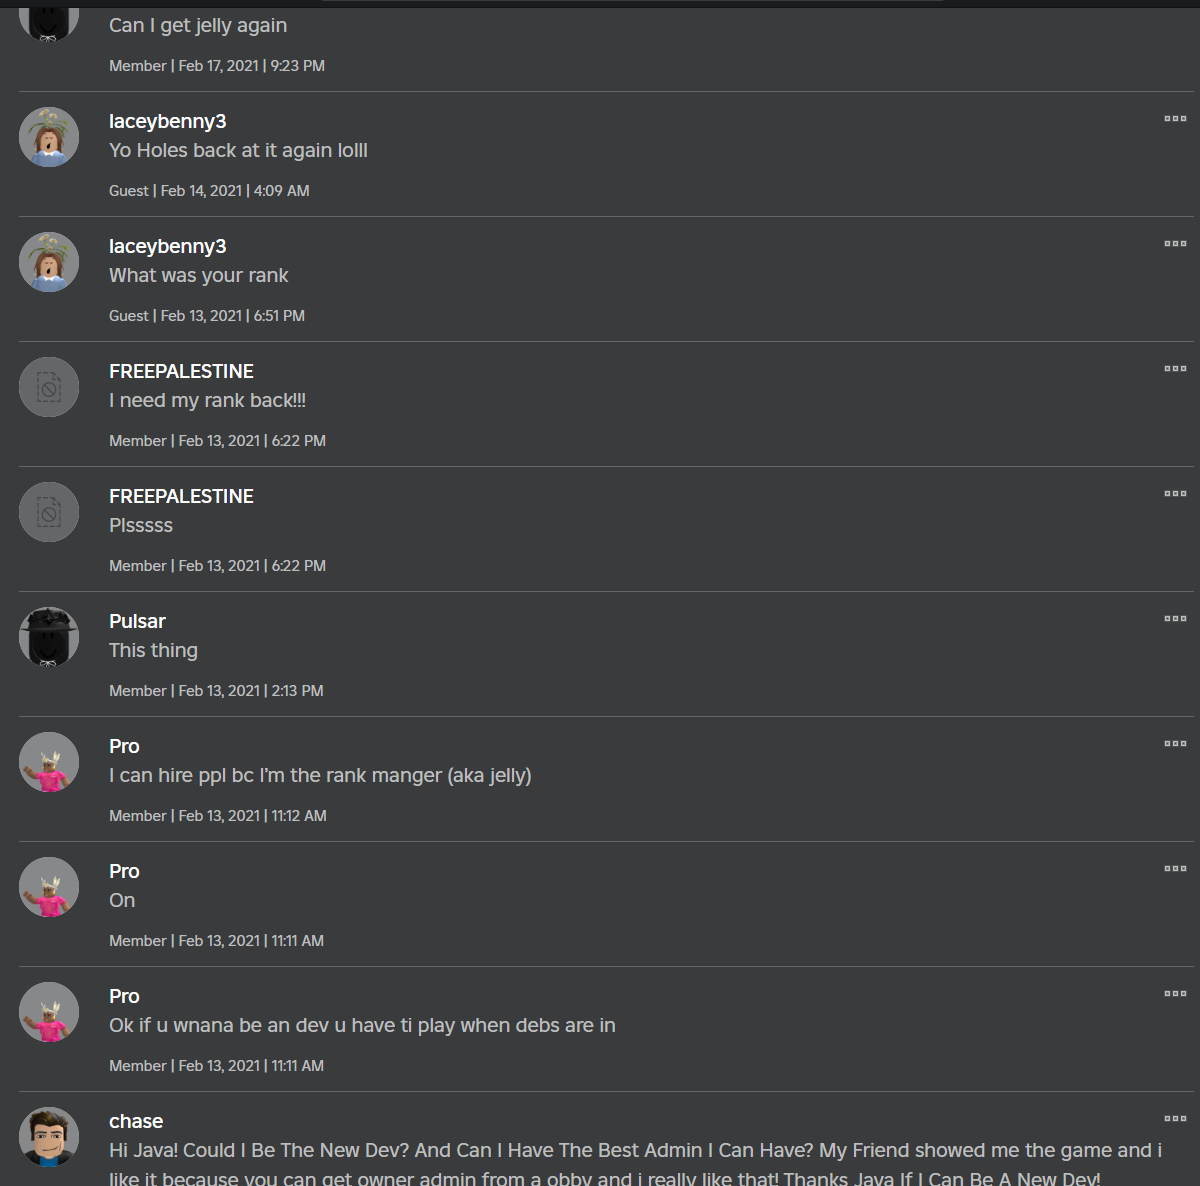 Can I get jelly again
Member | Feb 17, 2021 | 9:23 PM
laceybenny3
Yo Holes back at it again lolll
Guest | Feb 14, 2021 | 4:09 AM
laceybenny3
What was your rank
Guest | Feb 13, 2021 | 6:51 PM
FREEPALESTINE
I need my rank back!!!
Member | Feb 13, 2021 | 6:22 PM
FREEPALESTINE
Plsssss
Member | Feb 13, 2021 | 6:22 PM
Pulsar
This thing
Member | Feb 13, 2021 | 2:13 PM
Pro
I can hire ppl bc I'm the rank manger (aka jelly)
Member | Feb 13, 2021 | 11:12 AM
Pro
On
Member | Feb 13, 2021 | 11:11 AM
Pro
Ok if u wnana be an dev u have ti play when debs are in
Member | Feb 13, 2021 | 11:11 AM
chase
Hi Java! Could I Be The New Dev? And Can I Have The Best Admin I Can Have? My Friend showed me the game and i
like it because you can get owner admin from a obby and i really like that! Thanks Java If I Can Be A New Dev!